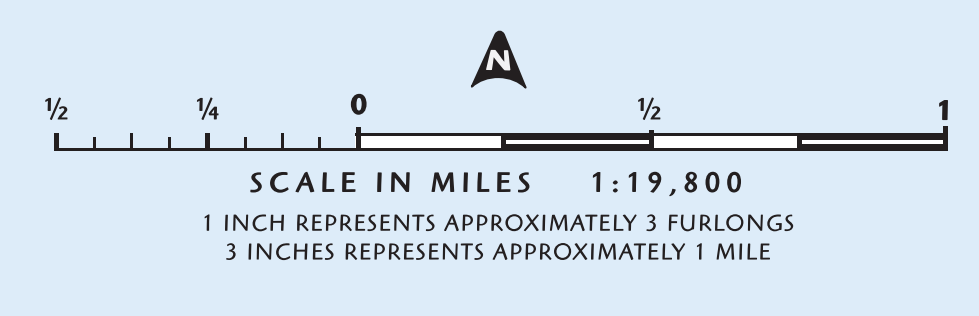 N
½ ¼ 0 ½ 1
SCALE IN MILES 1:19,800
1 INCH REPRESENTS APPROXIMATELY 3 FURLONGS
3 INCHES REPRESENTS APPROXIMATELY 1 MILE